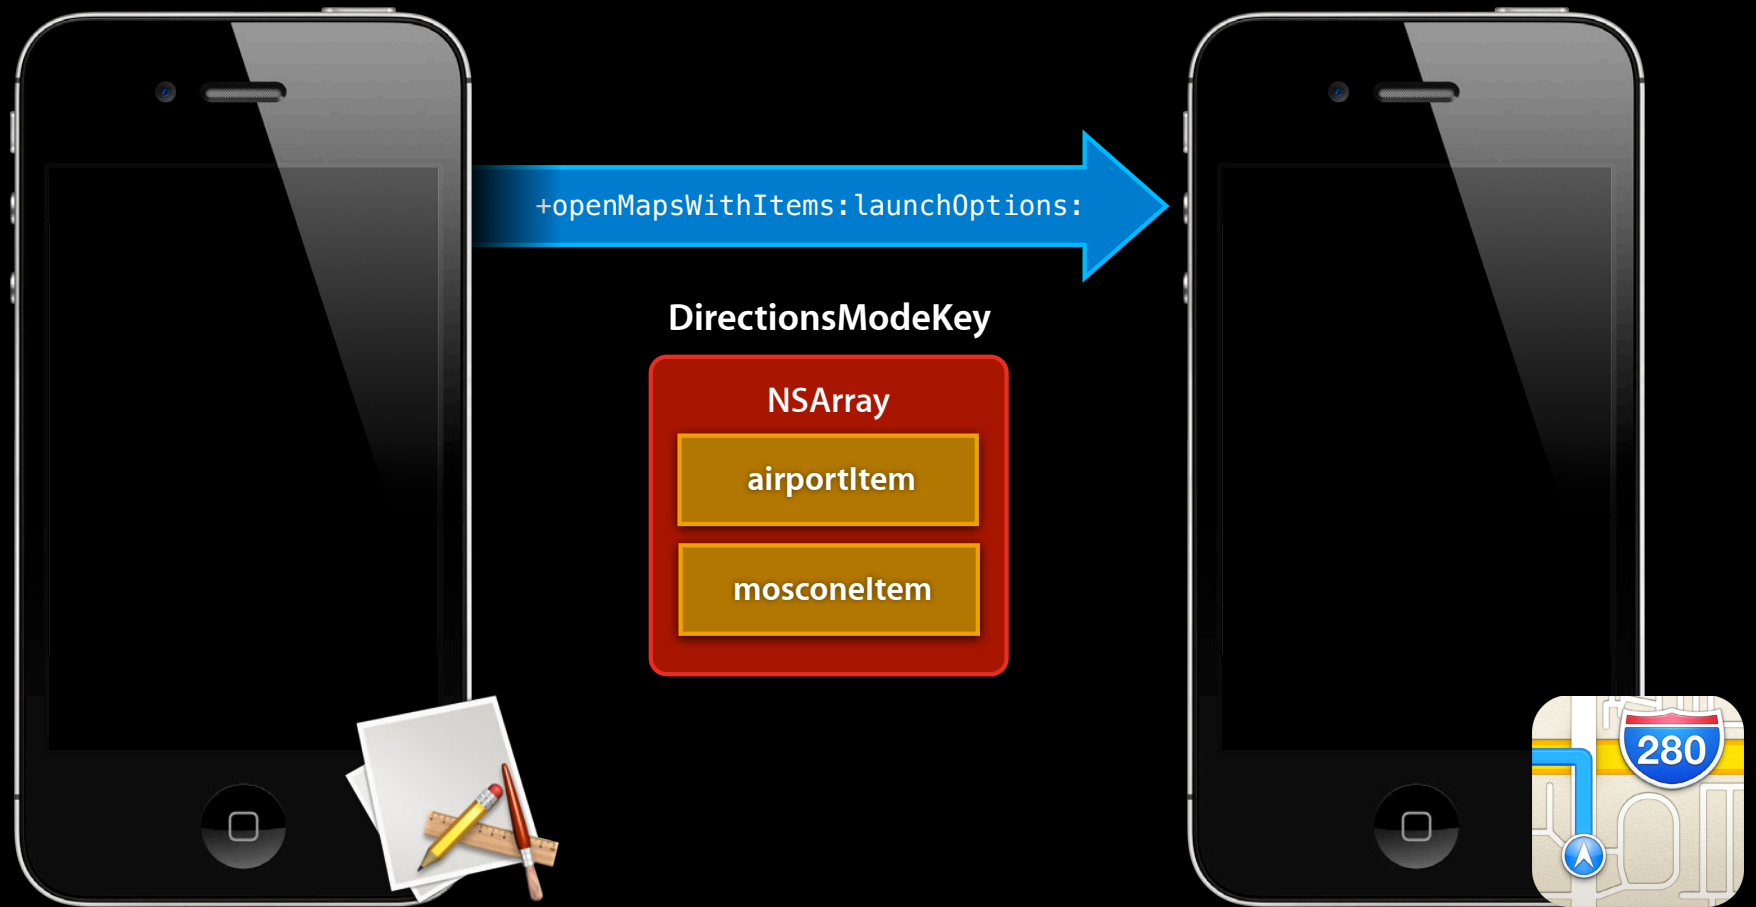 +openMapsWithItems:launchOptions:
DirectionsModeKey
NSArray
airportItem
mosconeItem
280